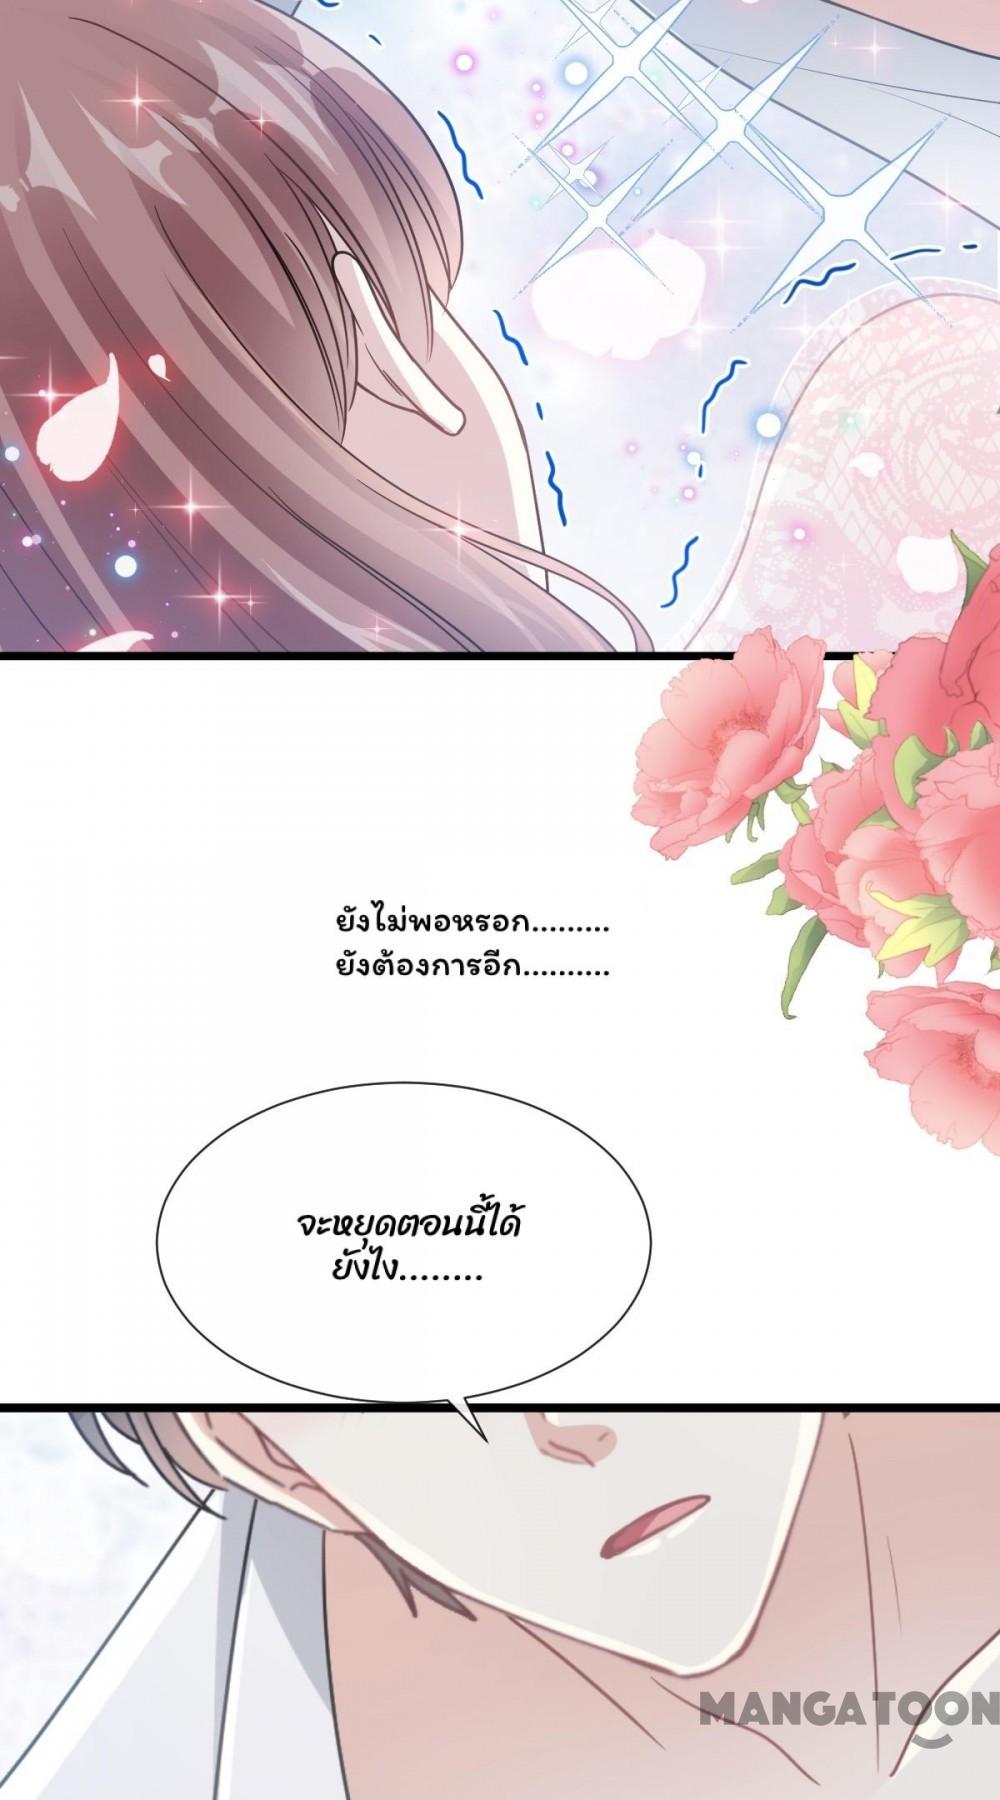 ยังไม่พอหรอก.........
ยังต้องการอีก..........
จะหยุดตอนนี้ได้
ยังไง........
MANGATOON